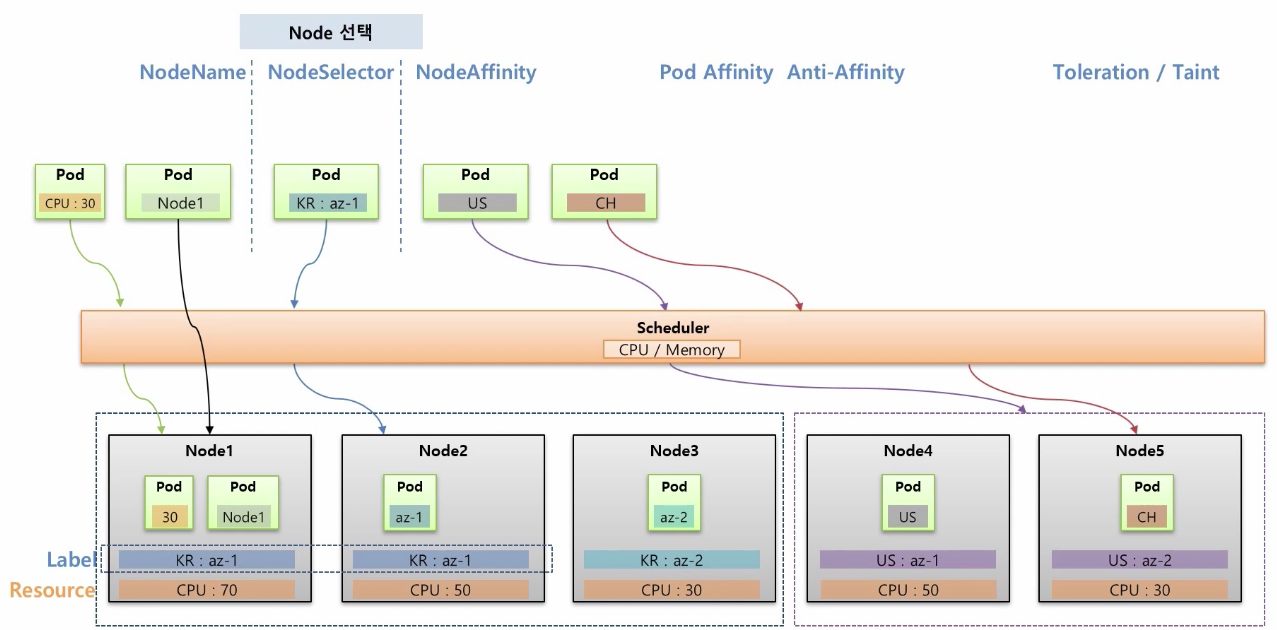 Node 선택
NodeName NodeSelector NodeAffinity Pod Affinity Anti-Affinity Toleration / Taint
Pod
CPU : 30
Pod
Node1
Pod
KR : az-1
Pod
US
Pod
CH
Scheduler
CPU / Memory
Node1
Pod
30
Pod
Node1
KR : az-1
CPU : 70
Node2
Pod
az-1
KR : az-1
CPU : 50
Node3
Pod
az-2
KR : az-2
CPU : 30
Node4
Pod
US
US : az-1
CPU : 50
Node5
Pod
CH
US : az-2
CPU : 30
Label
Resource